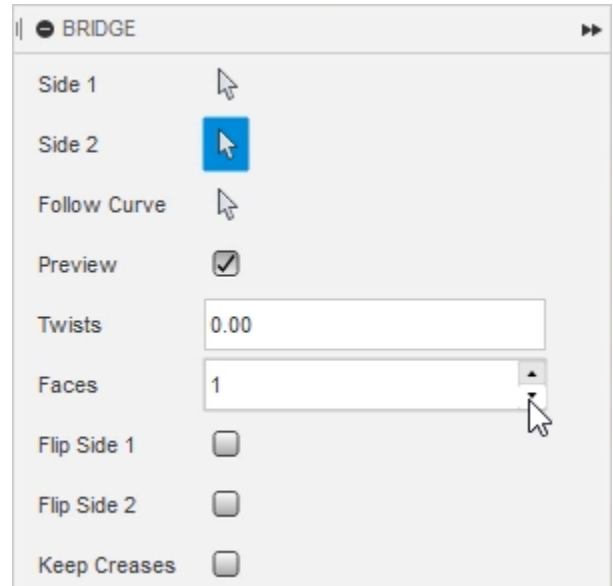 BRIDGE
Side 1
Side 2
Follow Curve
Preview
Twists 0.00
Faces 1
Flip Side 1
Flip Side 2
Keep Creases